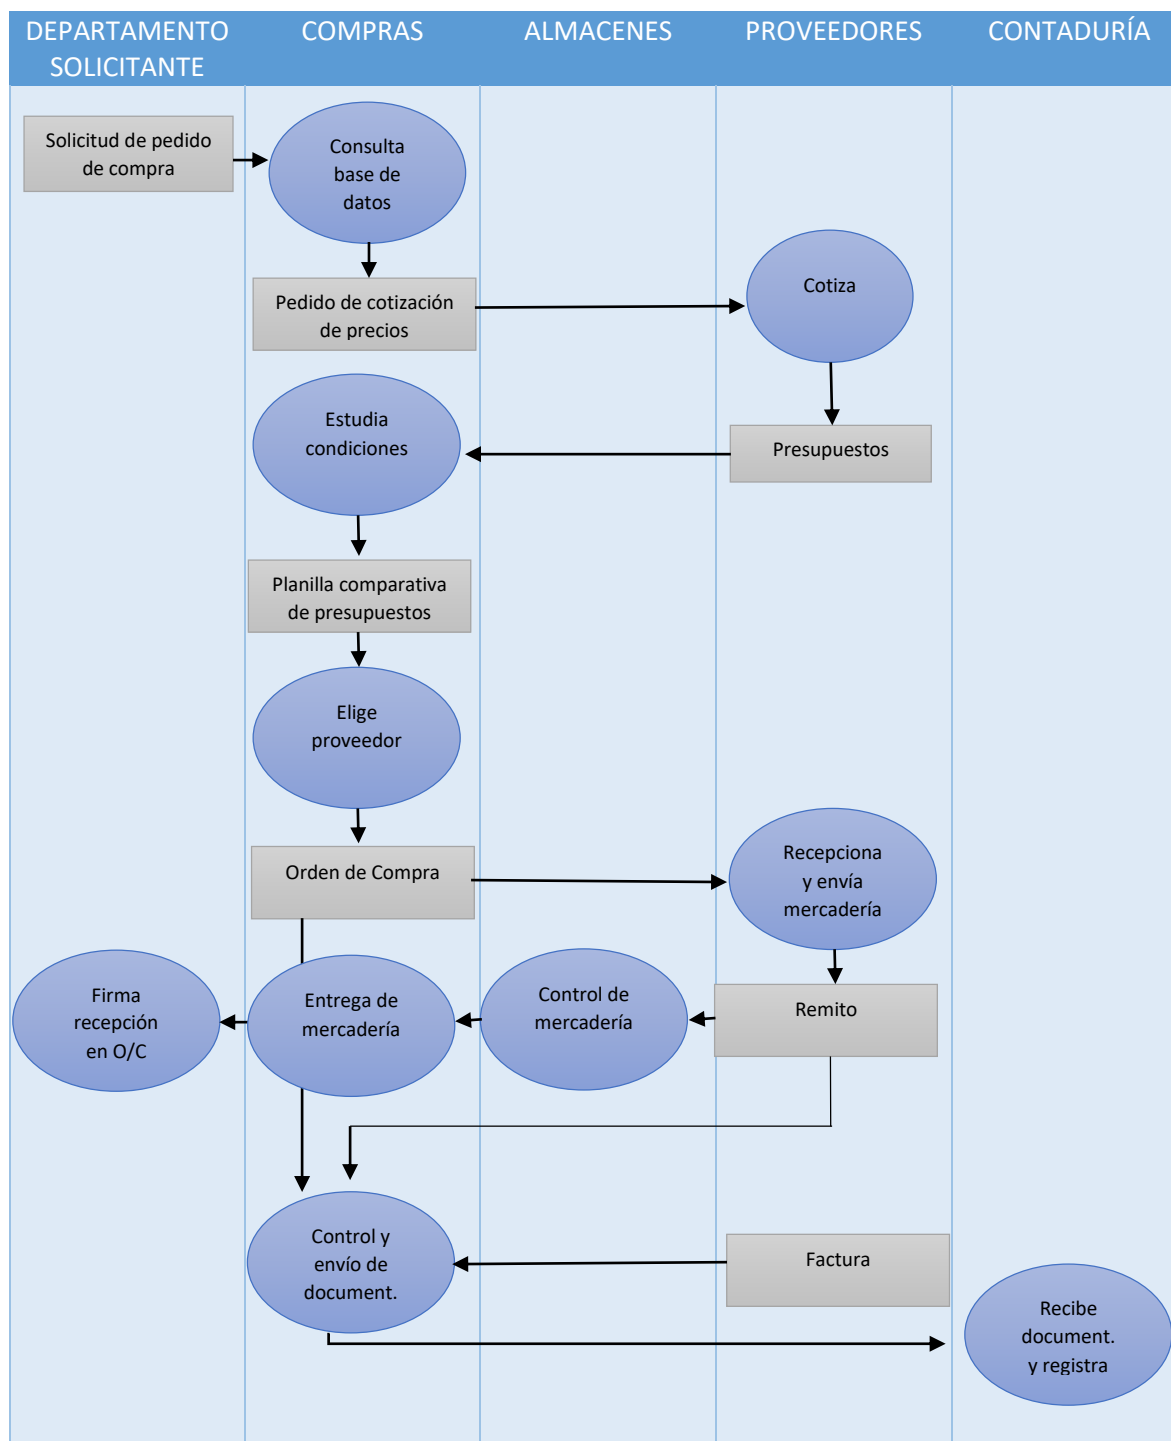 DEPARTAMENTO
SOLICITANTE
COMPRAS
ALMACENES
PROVEEDORES
CONTADURÍA
Solicitud de pedido
de compra
Consulta
base de
datos
Pedido de cotización
de precios
Cotiza
Estudia
condiciones
Presupuestos
Planilla comparativa
de presupuestos
Elige
proveedor
Orden de Compra
Recepciona
y envía
mercadería
Firma
recepción
en O/C
Entrega de
mercadería
Control de
mercadería
Remito
Control y
envío de
document.
Factura
Recibe
document.
y registra